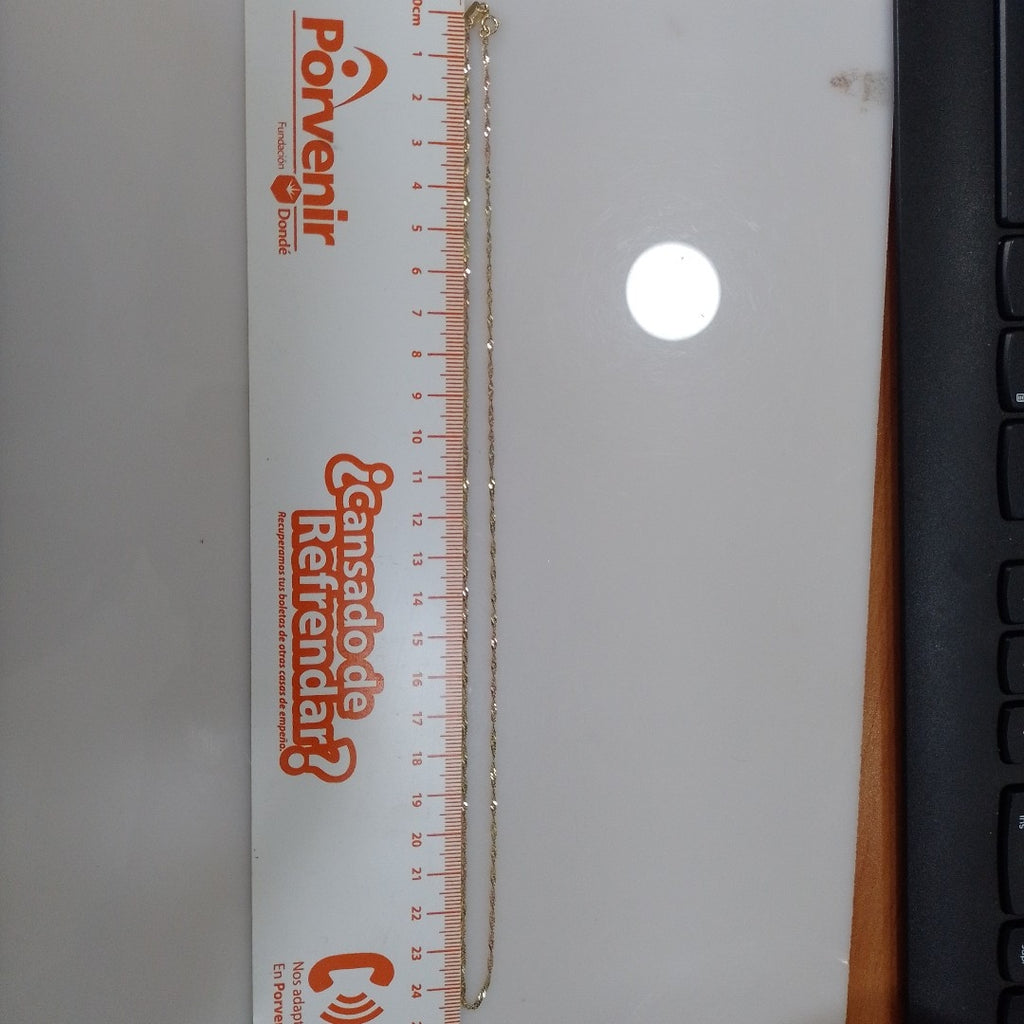 0cm 1 2 3 4 5 6 7 8 9 10 11 12 13 14 15 16 17 18 19 20 21 22 23 24
Porvenir
Fundación Dondé
¿Cansado de
Refrendar?
Recuperamos tus boletas de otras casas de empeño.
Nos adapt
En Porven
Ins